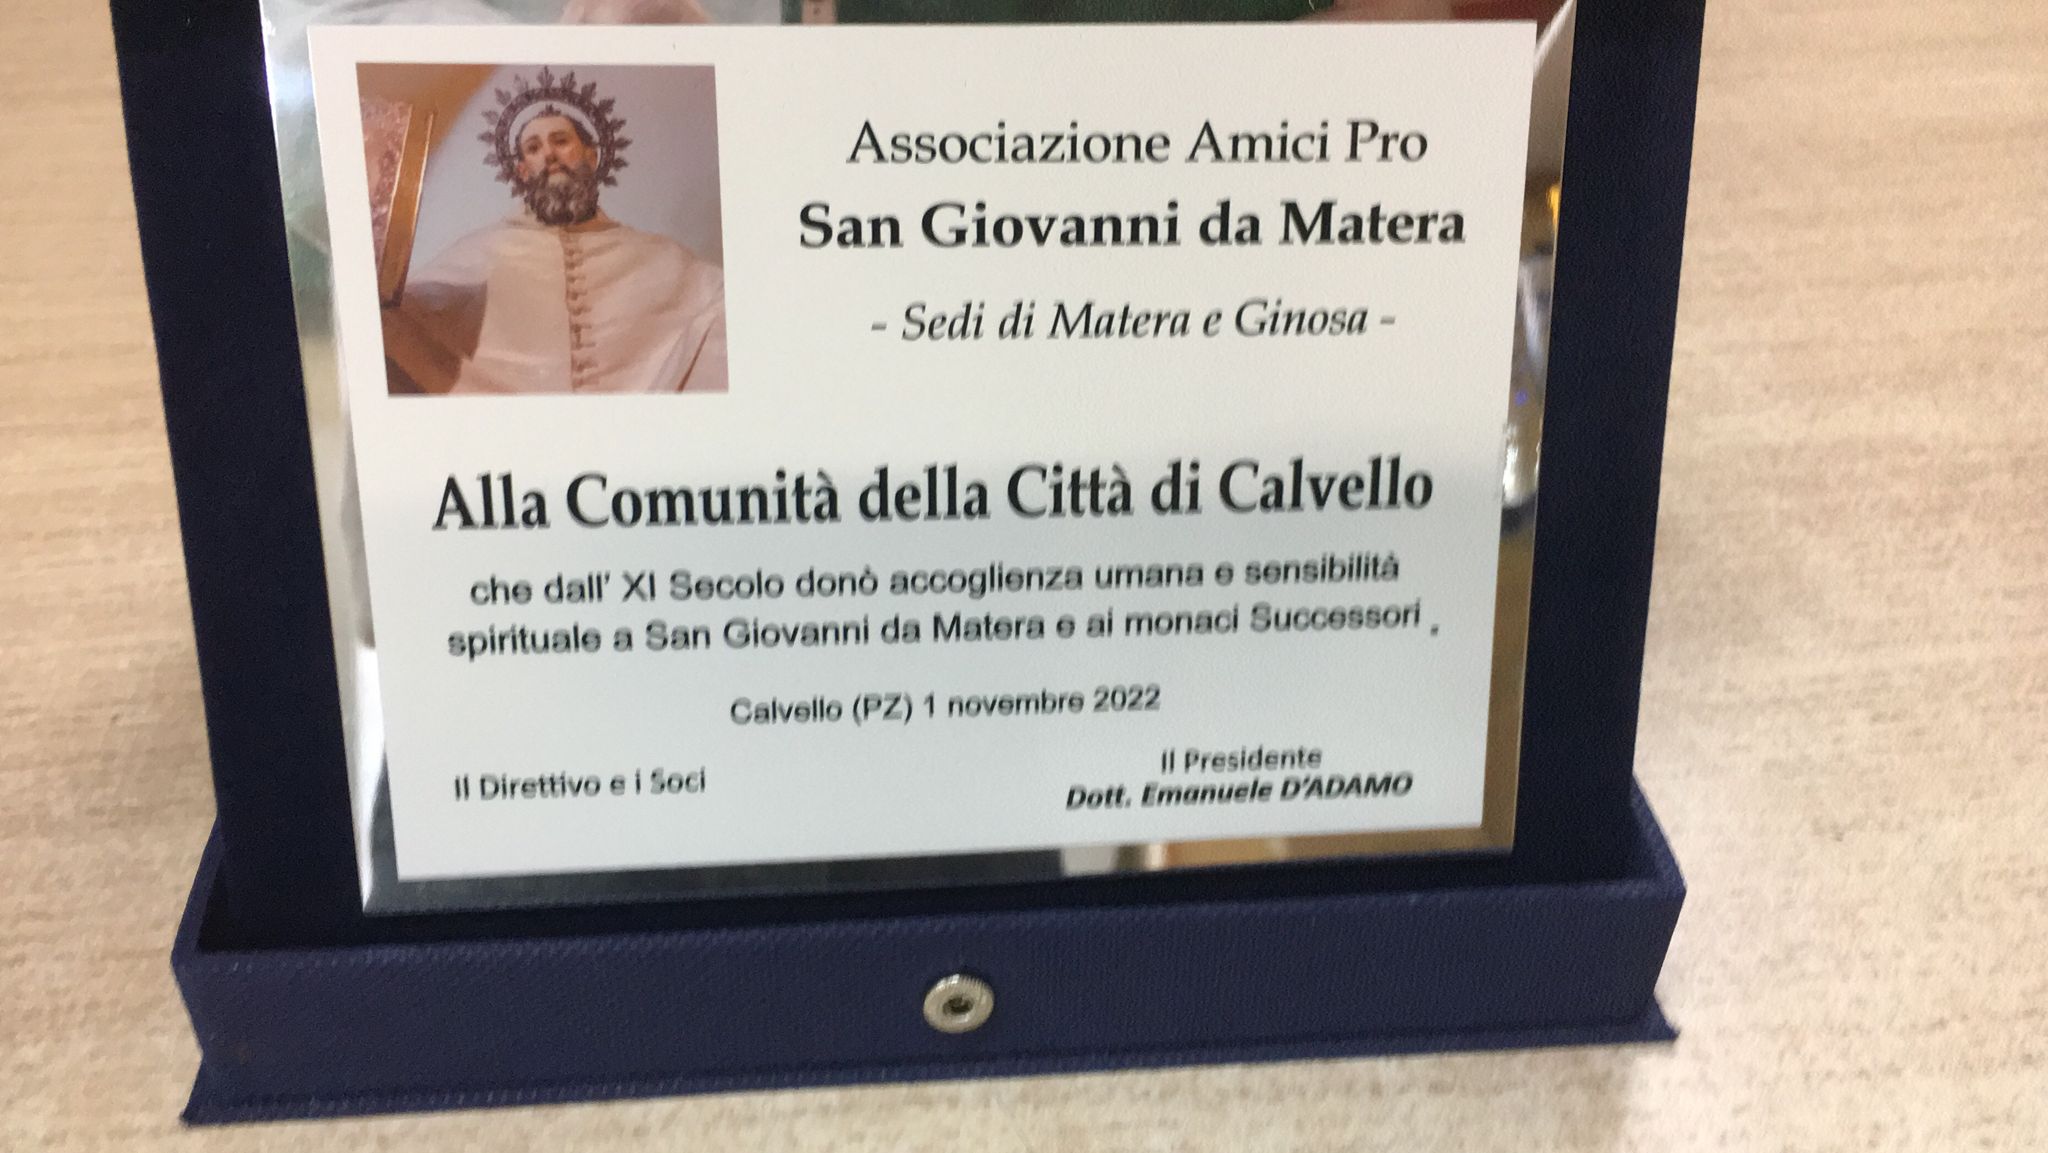 Associazione Amici Pro
San Giovanni da Matera
- Sedi di Matera e Ginosa -
Alla Comunità della Città di Calvello
che dall' XI Secolo donò accoglienza umana e sensibilità
spirituale a San Giovanni da Matera e ai monaci Successori .
Calvello (PZ) 1 novembre 2022
Il Direttivo e i Soci
Il Presidente
Dott. Emanuele D'ADAMO